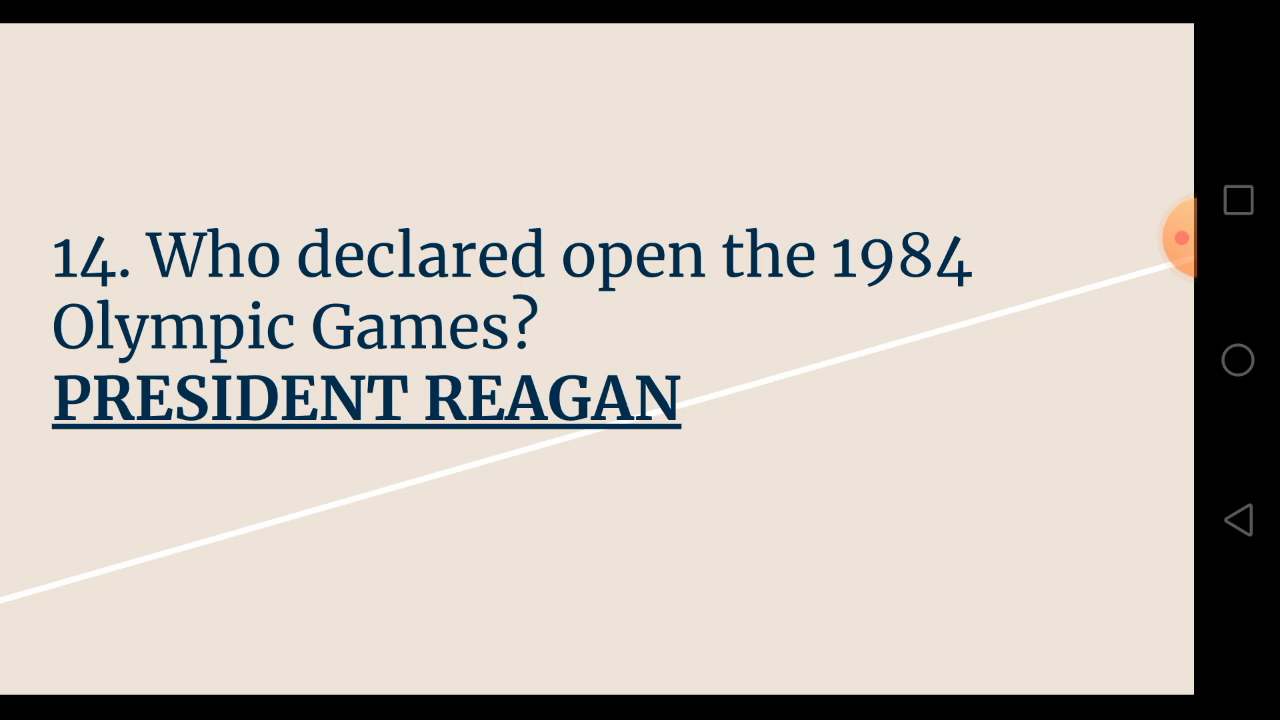 14. Who declared open the 1984
Olympic Games?
PRESIDENT REAGAN